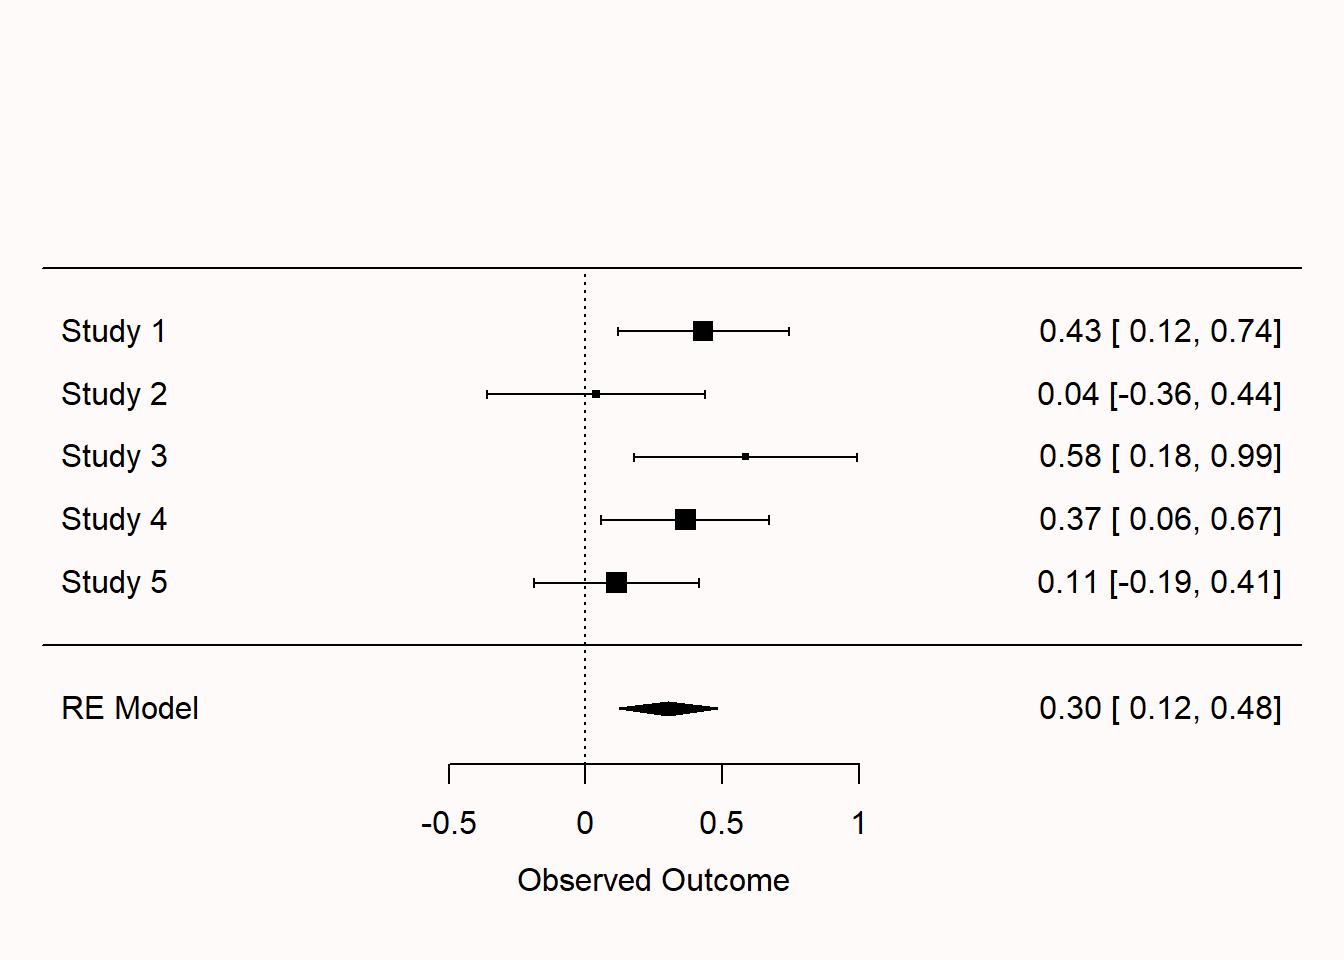 Study 1 0.43 [ 0.12, 0.74]
Study 2 0.04 [-0.36, 0.44]
Study 3 0.58 [ 0.18, 0.99]
Study 4 0.37 [ 0.06, 0.67]
Study 5 0.11 [-0.19, 0.41]
RE Model 0.30 [ 0.12, 0.48]
-0.5 0 0.5 1
Observed Outcome